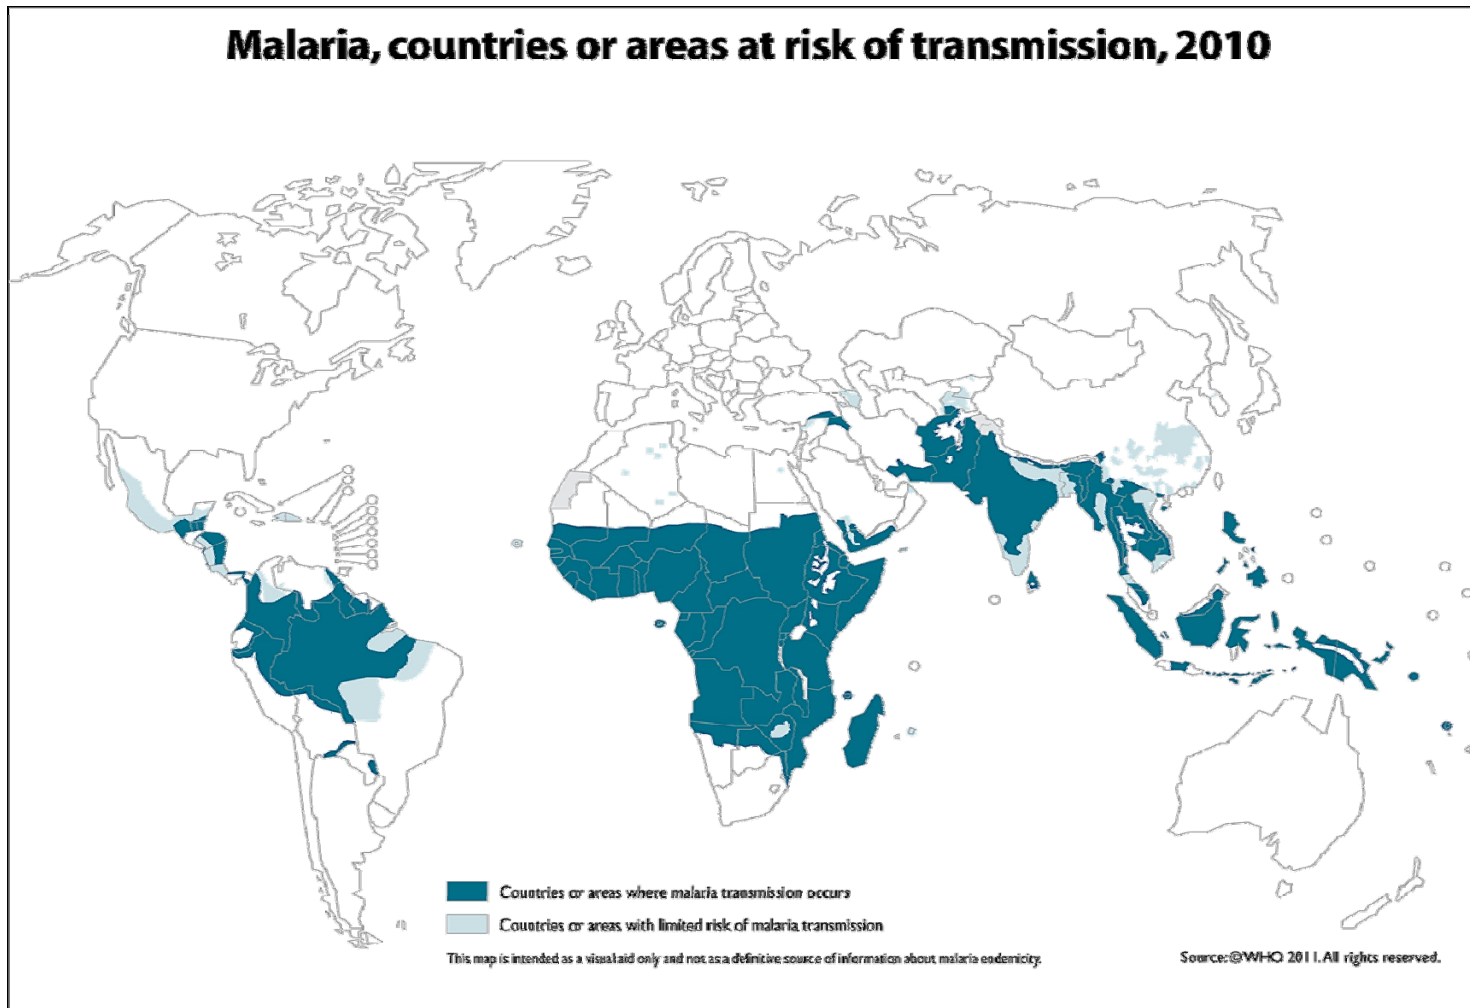 Malaria, countries or areas at risk of transmission, 2010
Countries or areas where malaria transmission occurs
Countries or areas with limited risk of malaria transmission
This map is intended as a visual aid only and not as a definitive source of information about malaria endemicity.
Source: ©WHO 2011. All rights reserved.